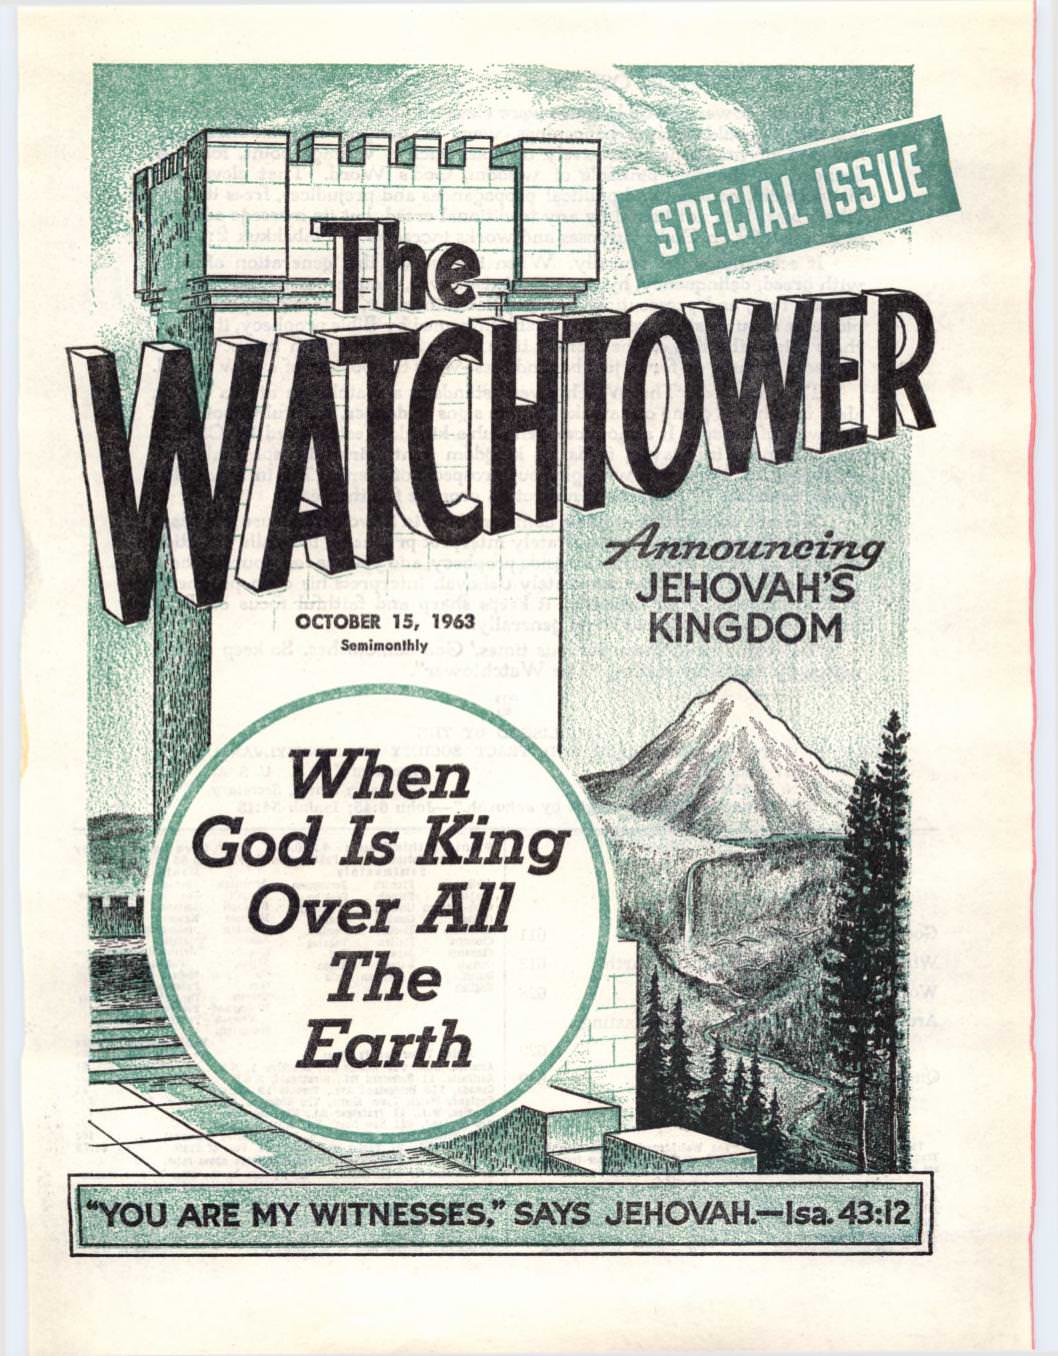 SPECIAL ISSUE
The
WATCHTOWER
Announcing
JEHOVAH'S
KINGDOM
OCTOBER 15, 1963
Semimonthly
When
God Is King
Over All
The
Earth
"YOU ARE MY WITNESSES," SAYS JEHOVAH.—Isa. 43:12